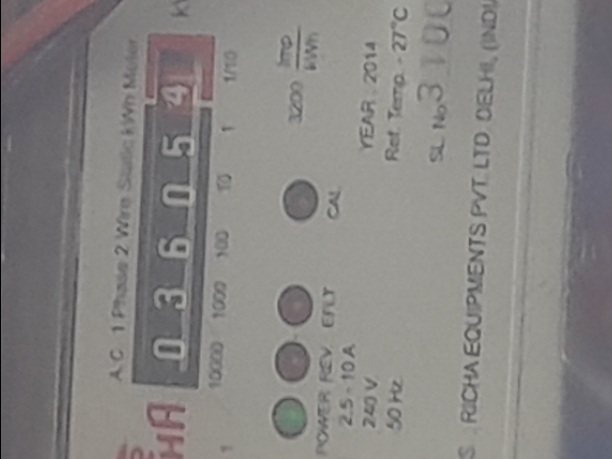 A.C. 1 Phase 2 Wire Static kWh Meter
0 3 6 0 5 4
10000 1000 100 10 1 1/10
CAL
3200 Imp/kWh
POWER REV EFLT
2.5 - 10 A
240 V
50 Hz
YEAR : 2014
Ref. Temp. - 27°C
SL. No. 3100
RICHA EQUIPMENTS PVT. LTD. DELHI, (INDI